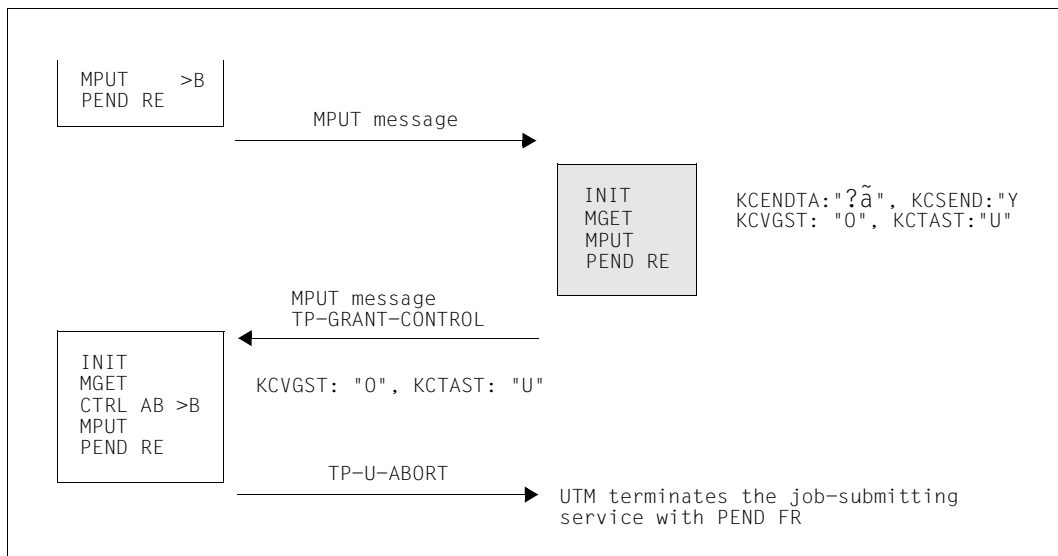 MPUT >B
PEND RE
MPUT message
INIT
MGET
MPUT
PEND RE
KCENDTA:"?ã", KCSEND:"Y
KCVGST: "O", KCTAST:"U"
MPUT message
TP-GRANT-CONTROL
INIT
MGET
CTRL AB >B
MPUT
PEND RE
KCVGST: "O", KCTAST: "U"
TP-U-ABORT
UTM terminates the job-submitting
service with PEND FR